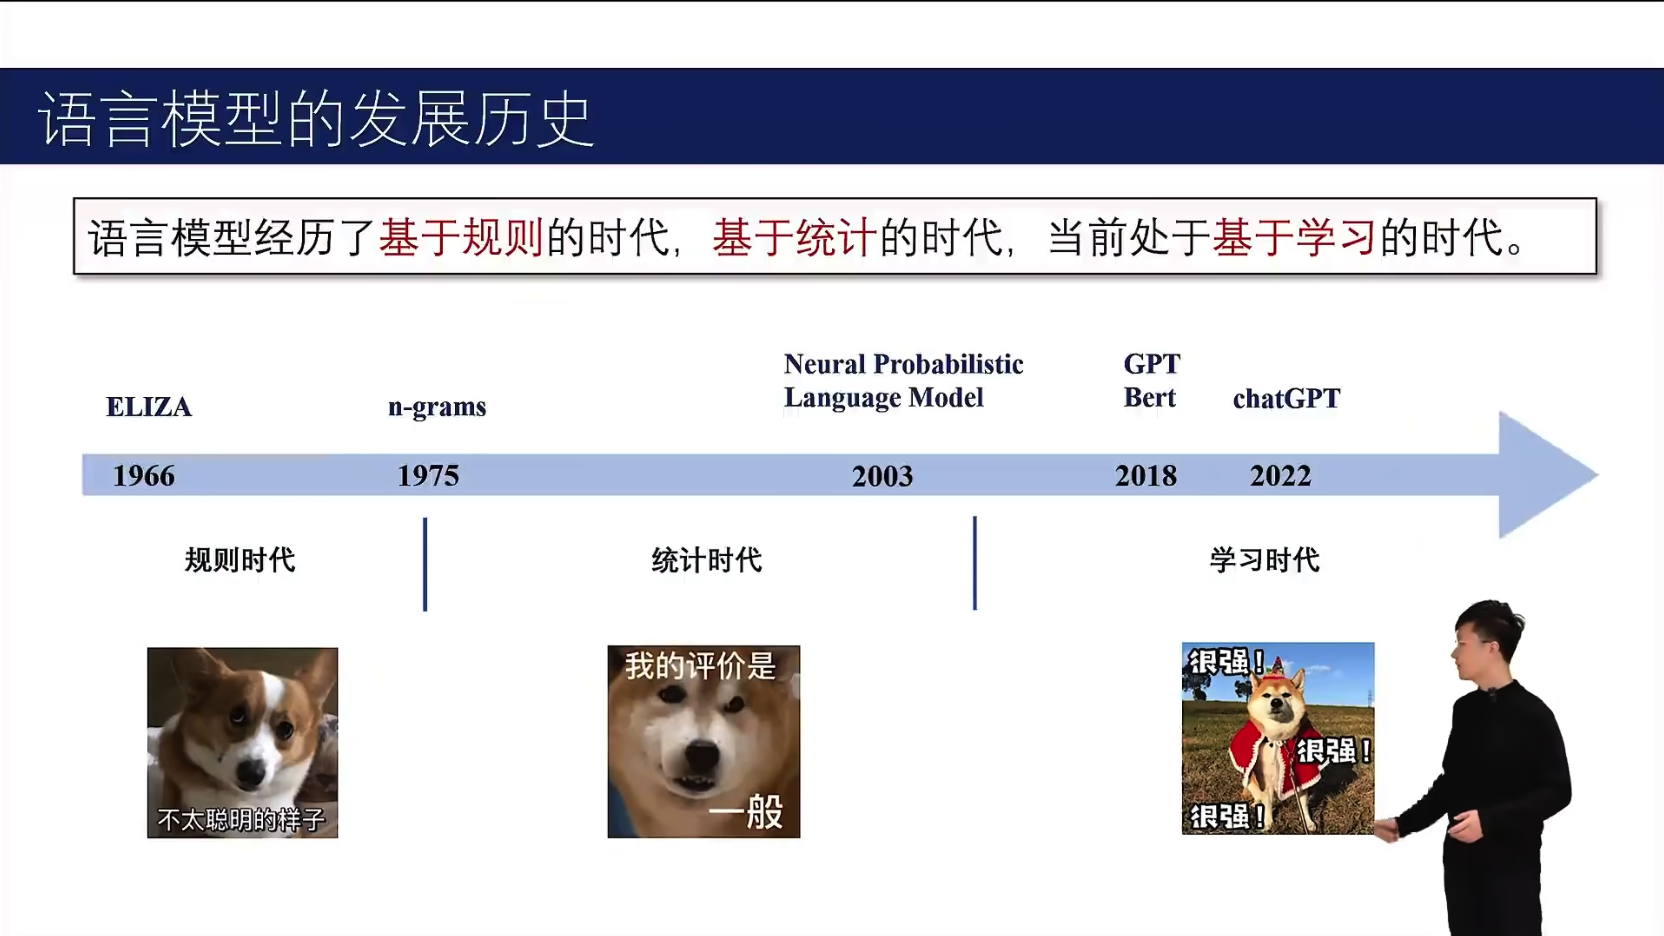 语言模型的发展历史
语言模型经历了基于规则的时代，基于统计的时代，当前处于基于学习的时代。
ELIZA
n-grams
Neural Probabilistic
Language Model
GPT
Bert
chatGPT
1966
1975
2003
2018
2022
规则时代
统计时代
学习时代
不太聪明的样子
我的评价是
一般
很强！
很强！
很强！